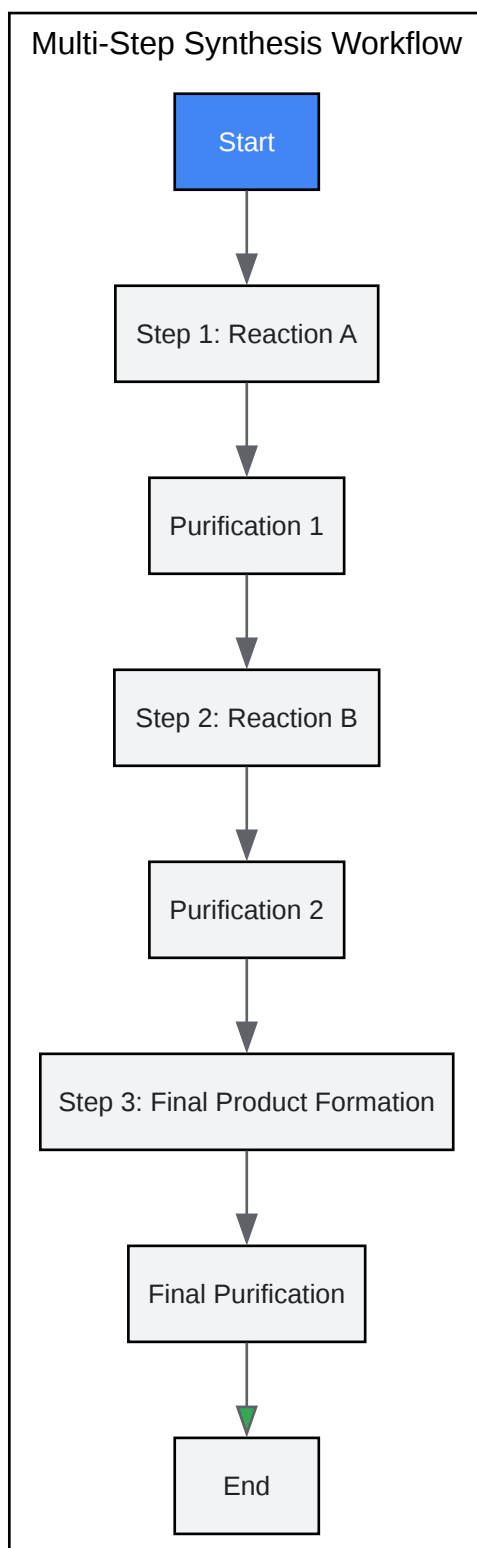 Multi-Step Synthesis Workflow
Start
Step 1: Reaction A
Purification 1
Step 2: Reaction B
Purification 2
Step 3: Final Product Formation
Final Purification
End